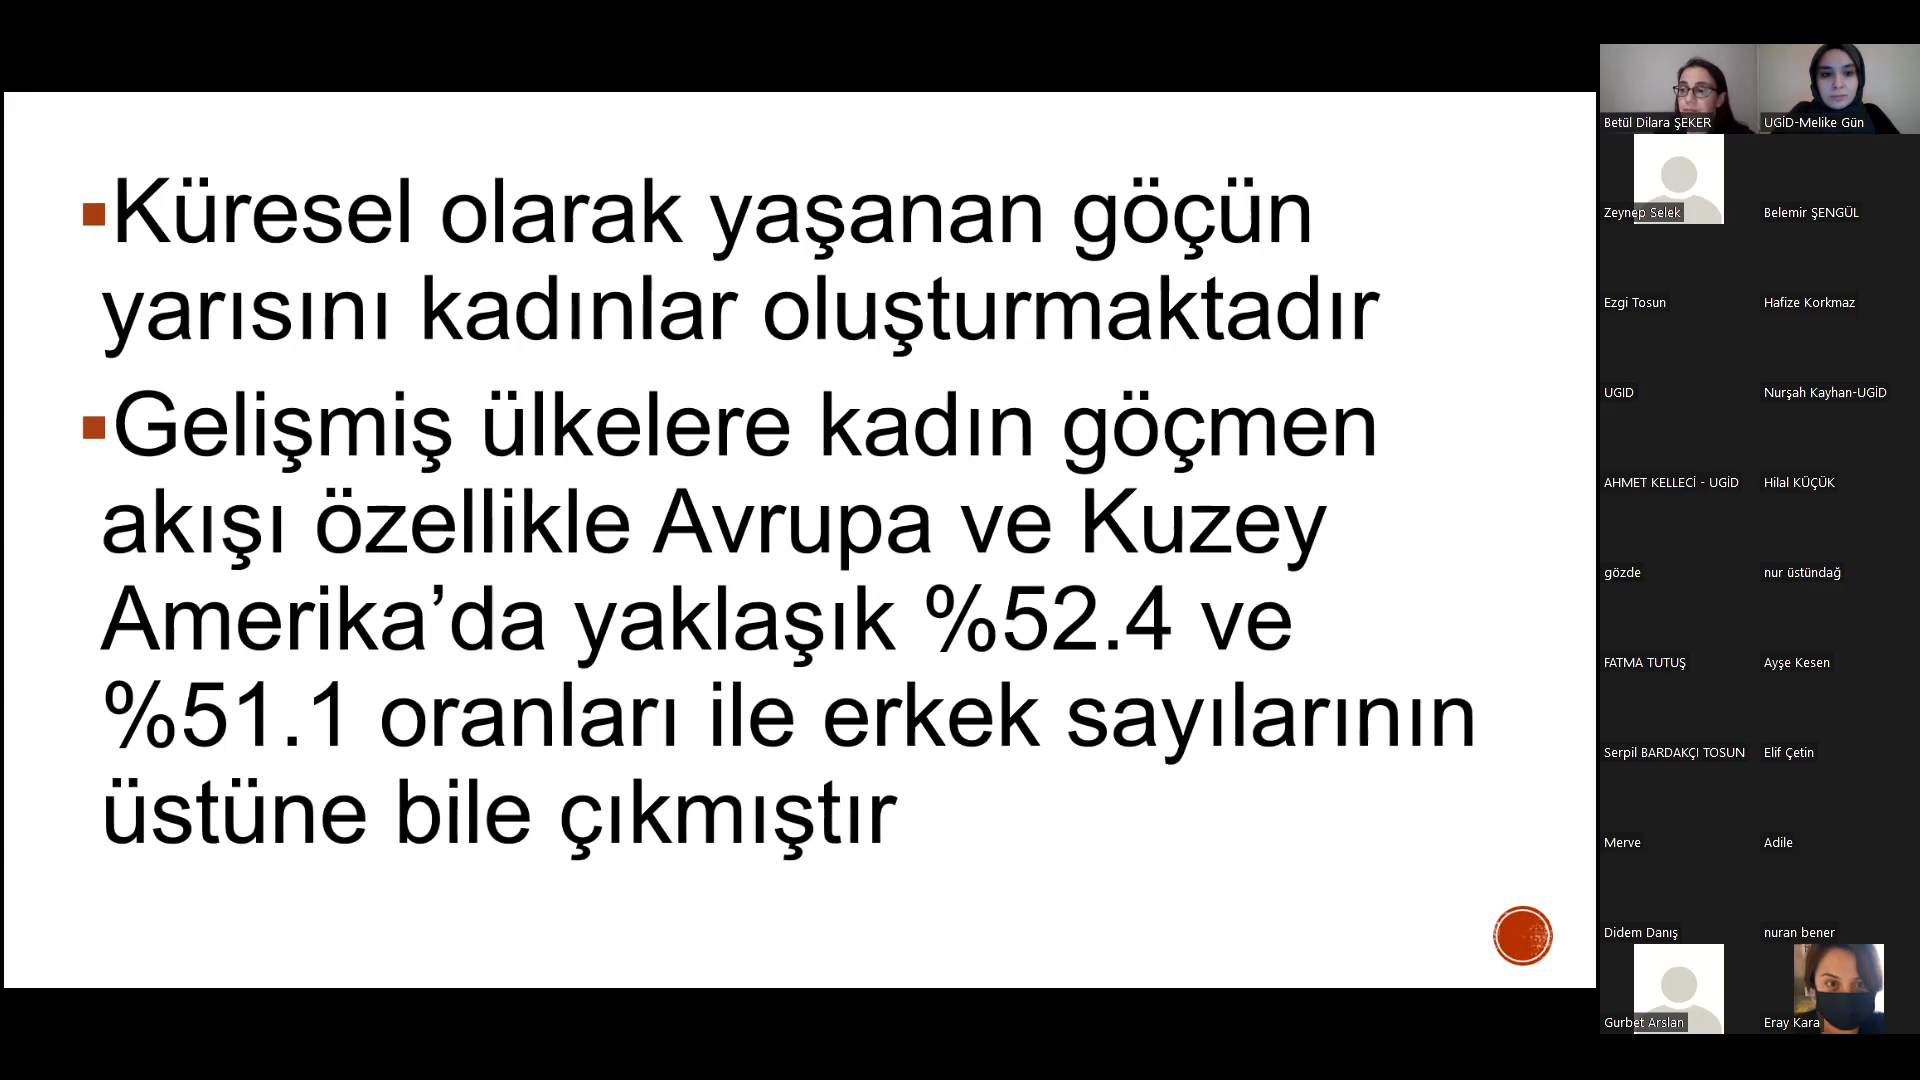 Küresel olarak yaşanan göçün
yarısını kadınlar oluşturmaktadır
Gelişmiş ülkelere kadın göçmen
akışı özellikle Avrupa ve Kuzey
Amerika’da yaklaşık %52.4 ve
%51.1 oranları ile erkek sayılarının
üstüne bile çıkmıştır
Betül Dilara ŞEKER
UGİD-Melike Gün
Zeynep Selek
Belemir ŞENGÜL
Ezgi Tosun
Hafize Korkmaz
UGID
Nurşah Kayhan-UGİD
AHMET KELLECİ - UGİD
Hilal KÜÇÜK
gözde
nur üstündağ
FATMA TUTUŞ
Ayşe Kesen
Serpil BARDAKÇI TOSUN
Elif Çetin
Merve
Adile
Didem Danış
nuran bener
Gurbet Arslan
Eray Kara